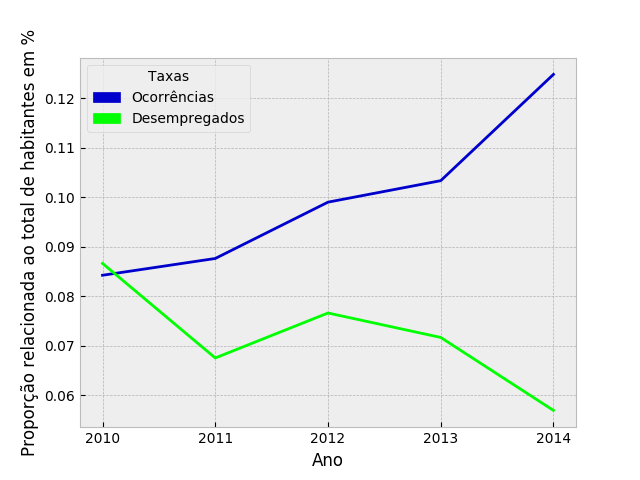 Proporção relacionada ao total de habitantes em %
Taxas
Ocorrências
Desempregados
0.12
0.11
0.10
0.09
0.08
0.07
0.06
2010 2011 2012 2013 2014
Ano